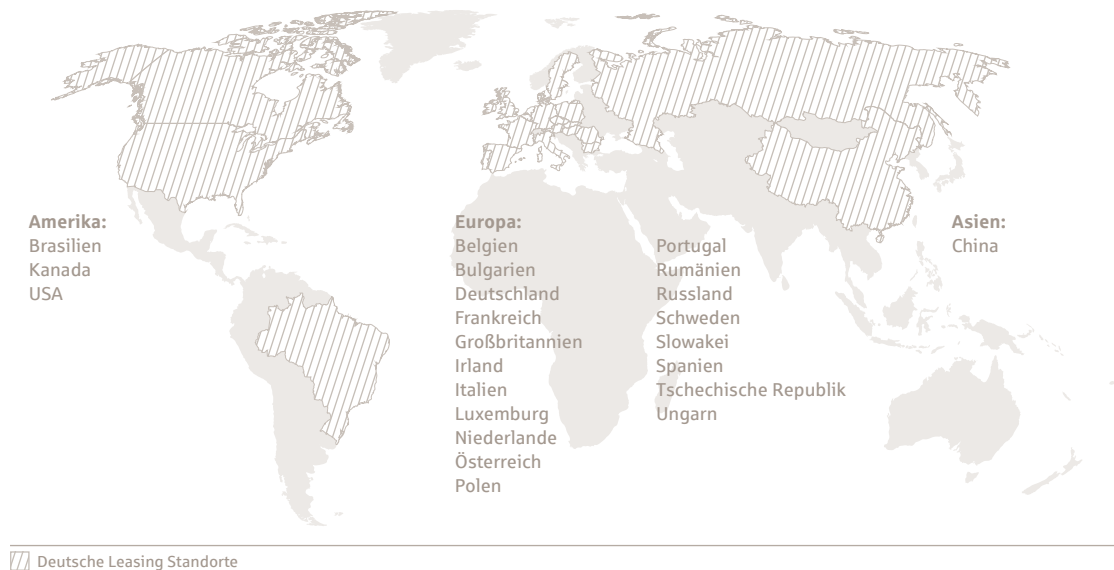 Amerika:
Brasilien
Kanada
USA
Europa:
Belgien
Bulgarien
Deutschland
Frankreich
Großbritannien
Irland
Italien
Luxemburg
Niederlande
Österreich
Polen
Portugal
Rumänien
Russland
Schweden
Slowakei
Spanien
Tschechische Republik
Ungarn
Asien:
China
Deutsche Leasing Standorte